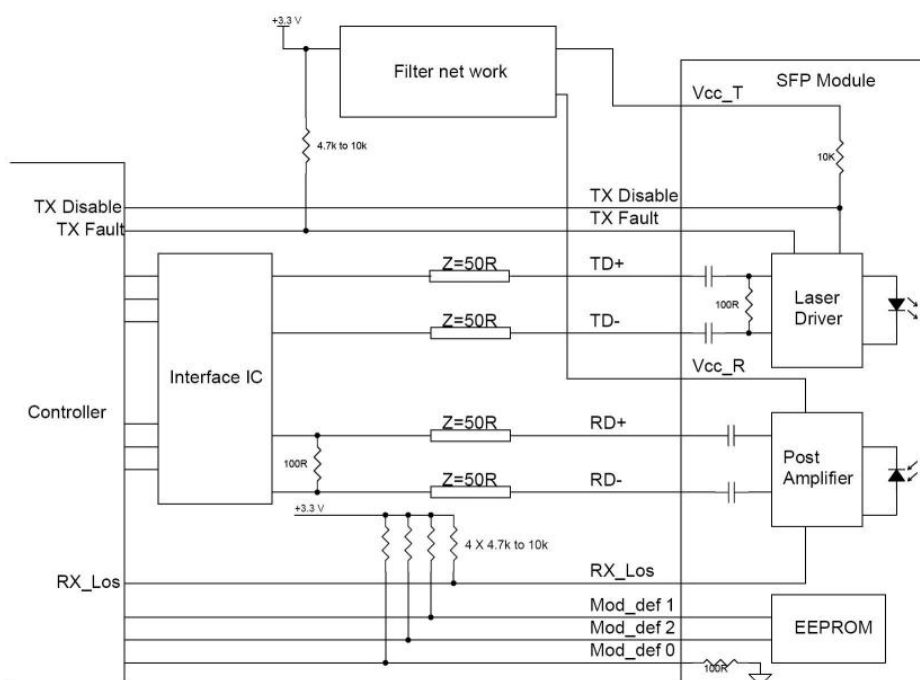 +3.3 V
Filter net work
SFP Module
Vcc_T
4.7k to 10k
10K
TX Disable
TX Disable
TX Fault
TX Fault
Z=50R
TD+
100R
Laser
Driver
Z=50R
TD-
Interface IC
Vcc_R
Controller
Z=50R
RD+
100R
Post
Amplifier
Z=50R
RD-
+3.3 V
4 X 4.7k to 10k
RX_Los
RX_Los
Mod_def 1
Mod_def 2
EEPROM
Mod_def 0
100R